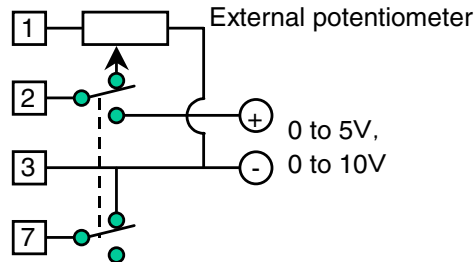 1
External potentiometer
2
+
0 to 5V,
3
-
0 to 10V
7